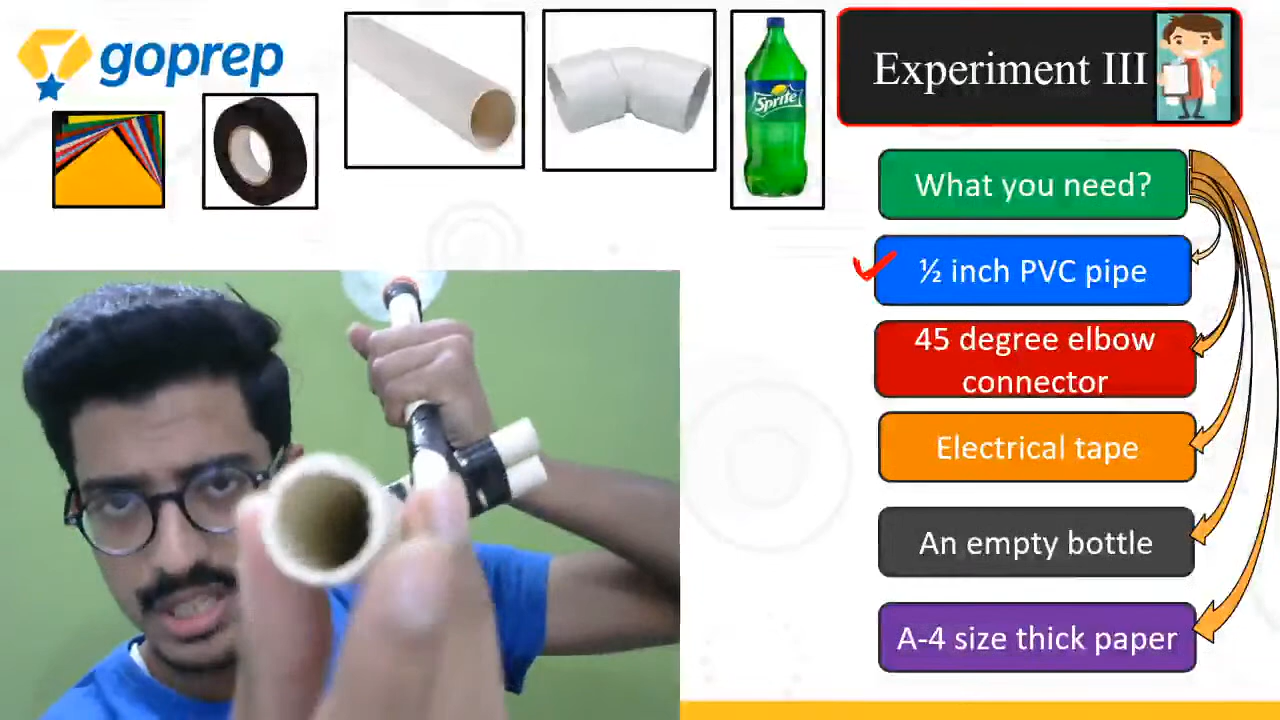 goprep
Sprite
Experiment III
What you need?
½ inch PVC pipe
45 degree elbow
connector
Electrical tape
An empty bottle
A-4 size thick paper